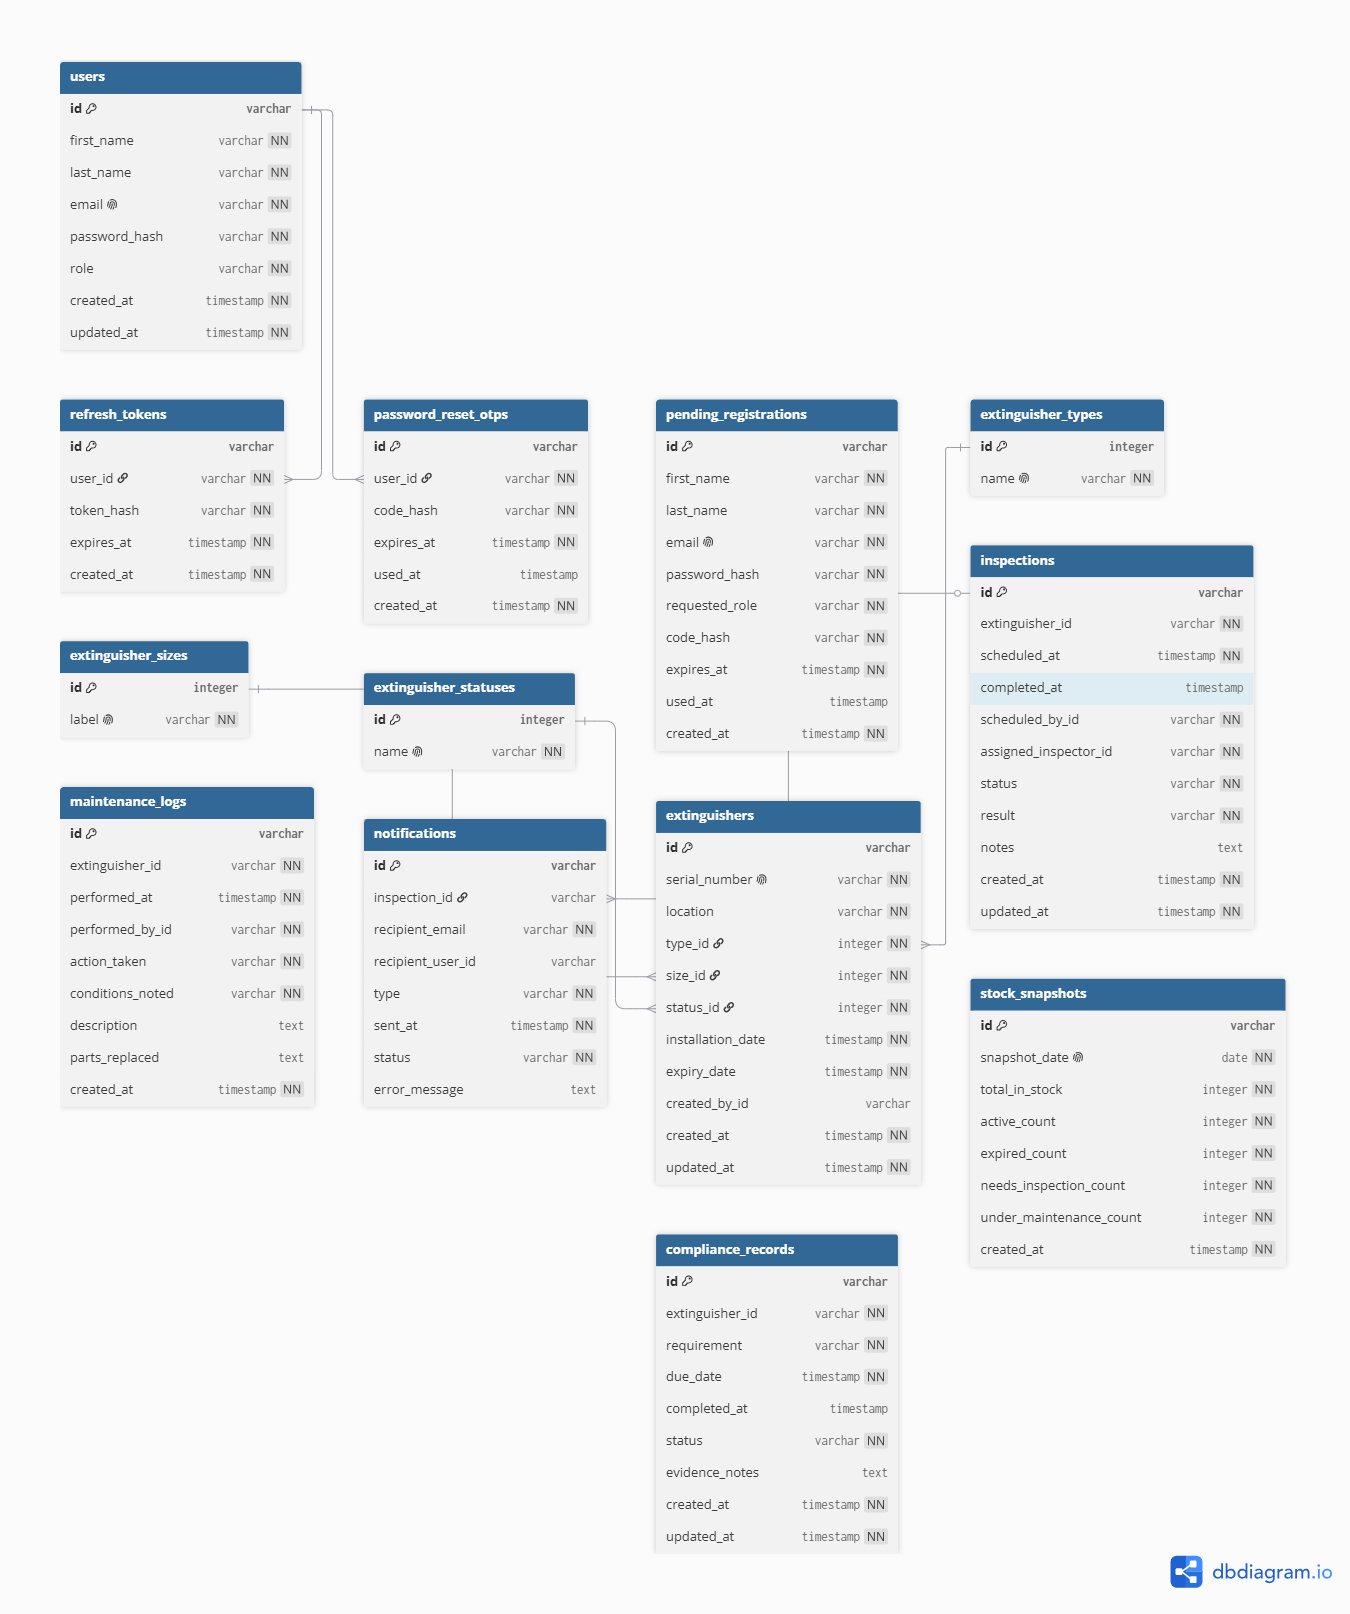 users
id varchar
first_name varchar NN
last_name varchar NN
email varchar NN
password_hash varchar NN
role varchar NN
created_at timestamp NN
updated_at timestamp NN
refresh_tokens
id varchar
user_id varchar NN
token_hash varchar NN
expires_at timestamp NN
created_at timestamp NN
password_reset_otps
id varchar
user_id varchar NN
code_hash varchar NN
expires_at timestamp NN
used_at timestamp
created_at timestamp NN
pending_registrations
id varchar
first_name varchar NN
last_name varchar NN
email varchar NN
password_hash varchar NN
requested_role varchar NN
code_hash varchar NN
expires_at timestamp NN
used_at timestamp
created_at timestamp NN
extinguisher_types
id integer
name varchar NN
inspections
id varchar
extinguisher_id varchar NN
scheduled_at timestamp NN
completed_at timestamp
scheduled_by_id varchar NN
assigned_inspector_id varchar NN
status varchar NN
result varchar NN
notes text
created_at timestamp NN
updated_at timestamp NN
extinguisher_sizes
id integer
label varchar NN
extinguisher_statuses
id integer
name varchar NN
maintenance_logs
id varchar
extinguisher_id varchar NN
performed_at timestamp NN
performed_by_id varchar NN
action_taken varchar NN
conditions_noted varchar NN
description text
parts_replaced text
created_at timestamp NN
notifications
id varchar
inspection_id varchar
recipient_email varchar NN
recipient_user_id varchar
type varchar NN
sent_at timestamp NN
status varchar NN
error_message text
extinguishers
id varchar
serial_number varchar NN
location varchar NN
type_id integer NN
size_id integer NN
status_id integer NN
installation_date timestamp NN
expiry_date timestamp NN
created_by_id varchar
created_at timestamp NN
updated_at timestamp NN
stock_snapshots
id varchar
snapshot_date date NN
total_in_stock integer NN
active_count integer NN
expired_count integer NN
needs_inspection_count integer NN
under_maintenance_count integer NN
created_at timestamp NN
compliance_records
id varchar
extinguisher_id varchar NN
requirement varchar NN
due_date timestamp NN
completed_at timestamp
status varchar NN
evidence_notes text
created_at timestamp NN
updated_at timestamp NN
dbdiagram.io